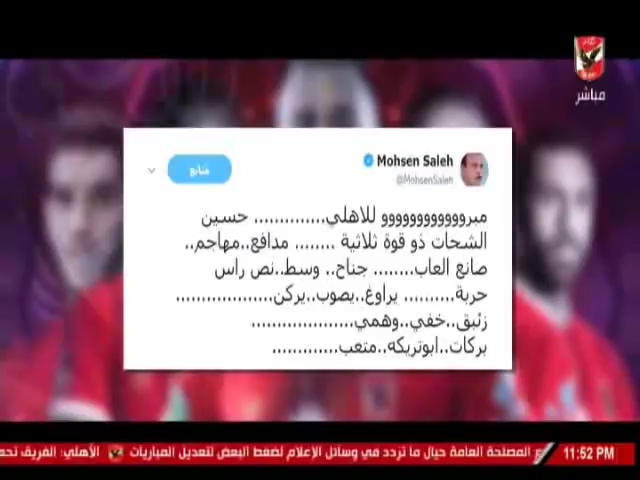 مباشر
Mohsen Saleh
@MohsenSaleh
متابع
مبروووووووووووو للاهلي.............. حسين
الشحات ذو قوة ثلاثية ........ مدافع..مهاجم..
صانع العاب........ جناح.. وسط..نص راس
حربة.......... يراوغ..يصوب..يركن...................
زئبق..خفي..وهمي....................
بركات..ابوتريكه..متعب.............
المصلحة العامة حيال ما تردد في وسائل الإعلام لضغط البعض لتعديل المباريات
الأهلي: الفريق
11:52 PM